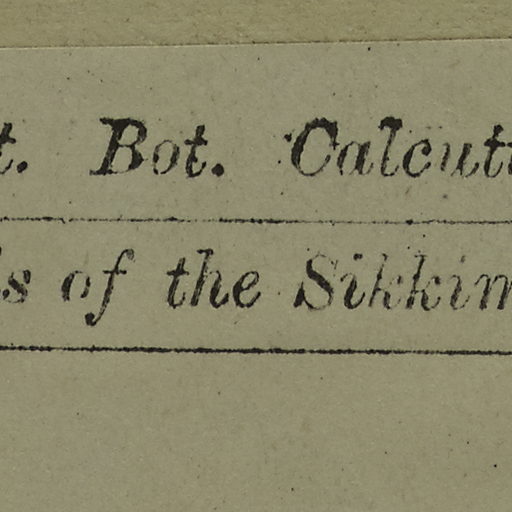 t. Bot. Calcutt
s of the Sikkim